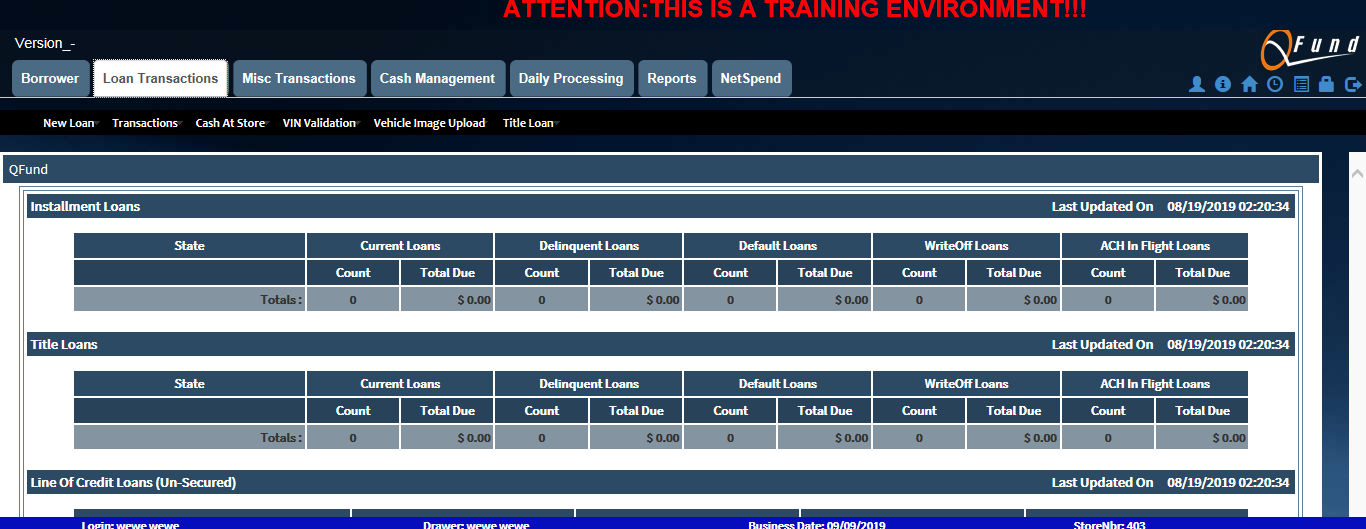 ATTENTION:THIS IS A TRAINING ENVIRONMENT!!!
Version_-
QFund
Borrower Loan Transactions Misc Transactions Cash Management Daily Processing Reports NetSpend
New Loan Transactions Cash At Store VIN Validation Vehicle Image Upload Title Loan
QFund
Installment Loans Last Updated On 08/19/2019 02:20:34
State Current Loans Delinquent Loans Default Loans WriteOff Loans ACH In Flight Loans
Count Total Due Count Total Due Count Total Due Count Total Due Count Total Due
Totals : 0 $ 0.00 0 $ 0.00 0 $ 0.00 0 $ 0.00 0 $ 0.00
Title Loans Last Updated On 08/19/2019 02:20:34
State Current Loans Delinquent Loans Default Loans WriteOff Loans ACH In Flight Loans
Count Total Due Count Total Due Count Total Due Count Total Due Count Total Due
Totals : 0 $ 0.00 0 $ 0.00 0 $ 0.00 0 $ 0.00 0 $ 0.00
Line Of Credit Loans (Un-Secured) Last Updated On 08/19/2019 02:20:34
Login: wewe wewe Drawer: wewe wewe Business Date: 09/09/2019 StoreNbr: 403